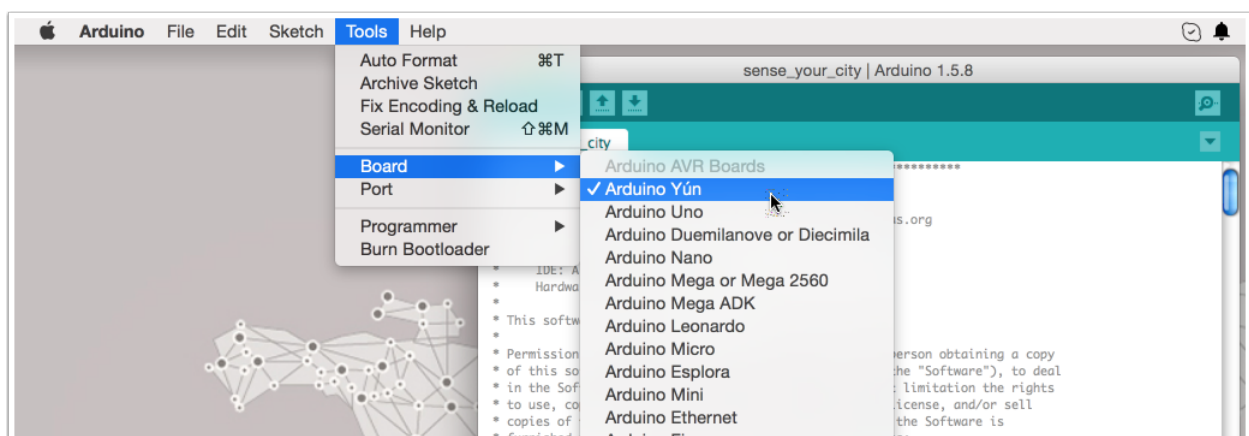 Arduino File Edit Sketch Tools Help
Auto Format ⌘T
Archive Sketch
Fix Encoding & Reload
Serial Monitor ⇧⌘M
Board
Port
Programmer
Burn Bootloader
sense_your_city | Arduino 1.5.8
_city
Arduino AVR Boards
✓ Arduino Yún
Arduino Uno
Arduino Duemilanove or Diecimila
Arduino Nano
Arduino Mega or Mega 2560
Arduino Mega ADK
Arduino Leonardo
Arduino Micro
Arduino Esplora
Arduino Mini
Arduino Ethernet
**********
.org
* IDE: A
* Hardwa
*
* This softw
*
* Permission erson obtaining a copy
* of this so he "Software"), to deal
* in the Sof limitation the rights
* to use, co icense, and/or sell
* copies of the Software is